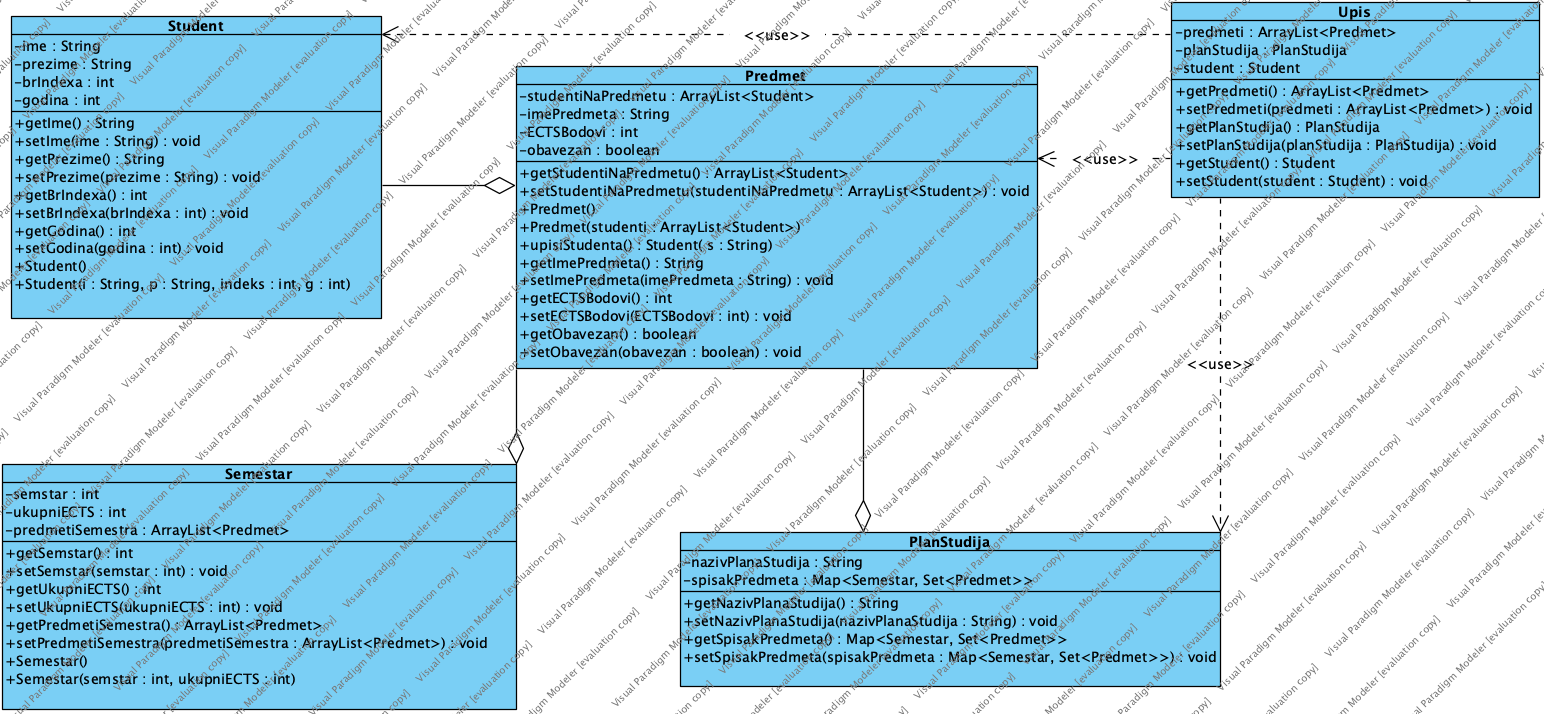 Student
-ime : String
-prezime : String
-brIndexa : int
-godina : int
+getIme() : String
+setIme(ime : String) : void
+getPrezime() : String
+setPrezime(prezime : String) : void
+getBrIndexa() : int
+setBrIndexa(brIndexa : int) : void
+getGodina() : int
+setGodina(godina : int) : void
+Student()
+Student(i : String, p : String, indeks : int, g : int)
<<use>>
Predmet
-studentiNaPredmetu : ArrayList<Student>
-imePredmeta : String
-ECTSBodovi : int
-obavezan : boolean
+getStudentiNaPredmetu() : ArrayList<Student>
+setStudentiNaPredmetu(studentiNaPredmetu : ArrayList<Student>) : void
+Predmet()
+Predmet(studenti : ArrayList<Student>)
+upisiStudenta() : Student( s : String)
+getImePredmeta() : String
+setImePredmeta(imePredmeta : String) : void
+getECTSBodovi() : int
+setECTSBodovi(ECTSBodovi : int) : void
+getObavezan() : boolean
+setObavezan(obavezan : boolean) : void
<<use>>
Upis
-predmeti : ArrayList<Predmet>
-planStudija : PlanStudija
-student : Student
+getPredmeti() : ArrayList<Predmet>
+setPredmeti(predmeti : ArrayList<Predmet>) : void
+getPlanStudija() : PlanStudija
+setPlanStudija(planStudija : PlanStudija) : void
+getStudent() : Student
+setStudent(student : Student) : void
<<use>>
Semestar
-semstar : int
-ukupniECTS : int
-predmetiSemestra : ArrayList<Predmet>
+getSemstar() : int
+setSemstar(semstar : int) : void
+getUkupniECTS() : int
+setUkupniECTS(ukupniECTS : int) : void
+getPredmetiSemestra() : ArrayList<Predmet>
+setPredmetiSemestra(predmetiSemestra : ArrayList<Predmet>) : void
+Semestar()
+Semestar(semstar : int, ukupniECTS : int)
PlanStudija
-nazivPlanaStudija : String
-spisakPredmeta : Map<Semestar, Set<Predmet>>
+getNazivPlanaStudija() : String
+setNazivPlanaStudija(nazivPlanaStudija : String) : void
+getSpisakPredmeta() : Map<Semestar, Set<Predmet>>
+setSpisakPredmeta(spisakPredmeta : Map<Semestar, Set<Predmet>>) : void
Visual Paradigm Modeler [evaluation copy]